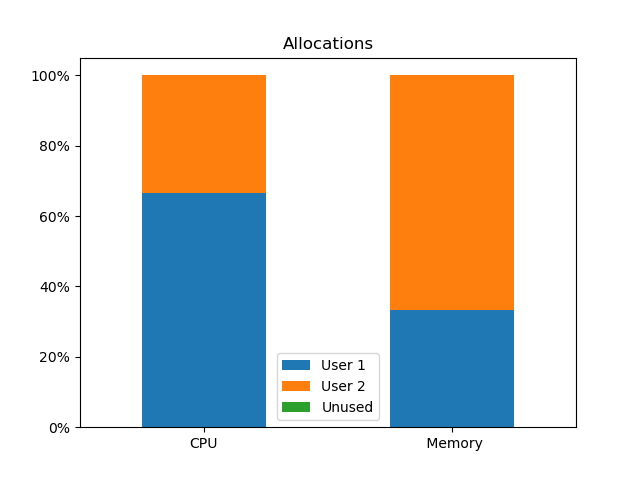 Allocations
100%
80%
60%
40%
20%
0%
User 1
User 2
Unused
CPU
Memory